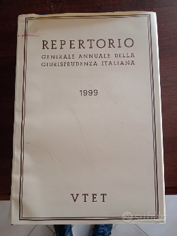 REPERTORIO
GENERALE ANNUALE DELLA
GIURISPRUDENZA ITALIANA
1999
VTET